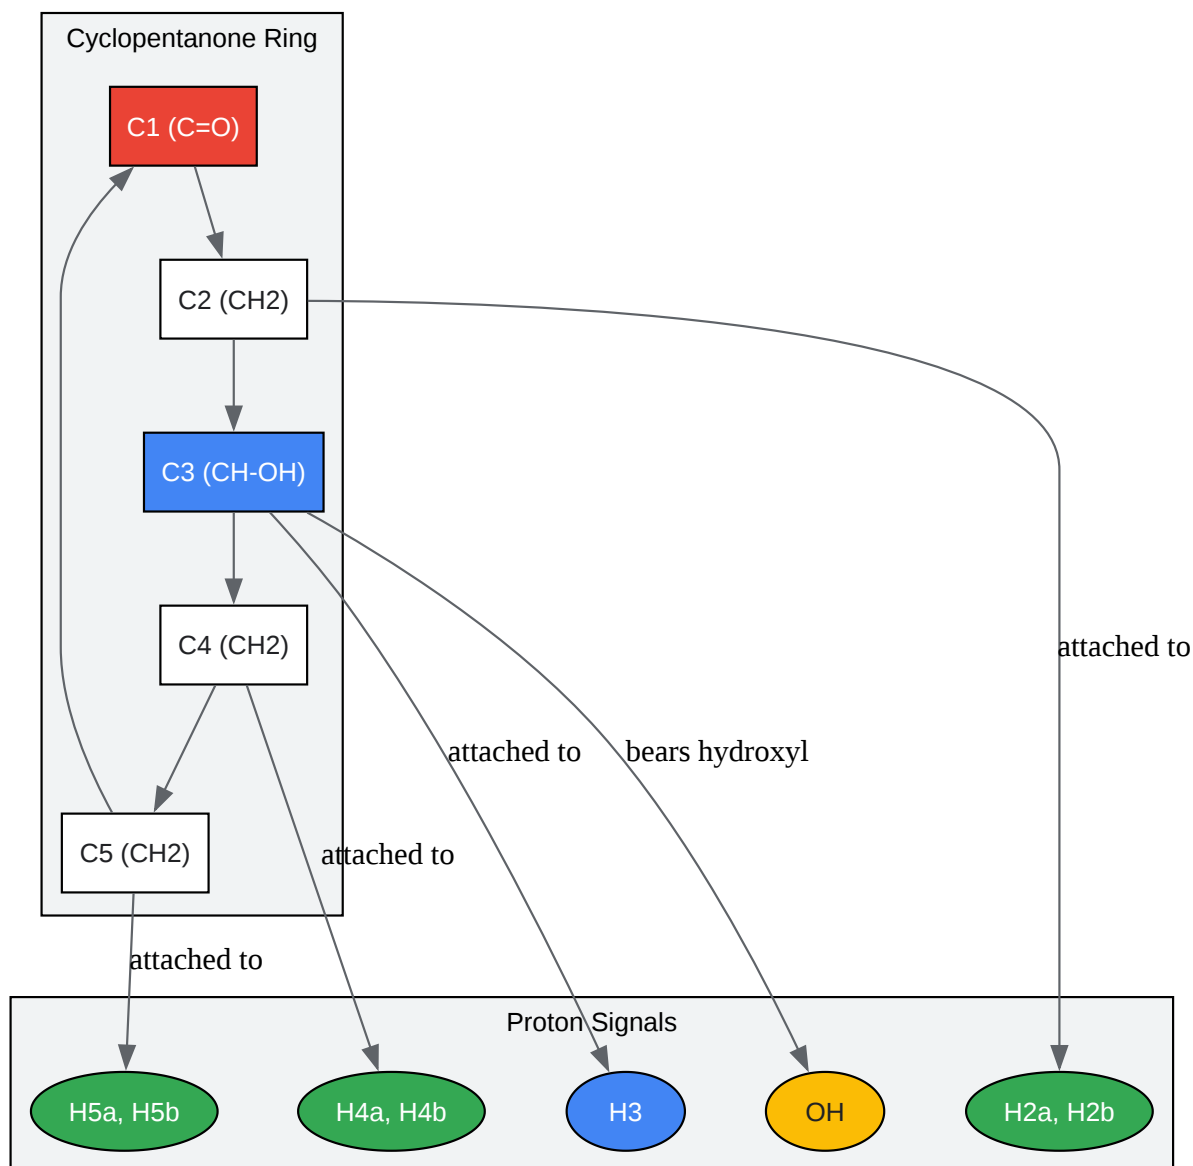 Cyclopentanone Ring
C1 (C=O)
C2 (CH2)
C3 (CH-OH)
C4 (CH2)
attached to
attached to
bears hydroxyl
C5 (CH2)
attached to
attached to
Proton Signals
H5a, H5b
H4a, H4b
H3
OH
H2a, H2b